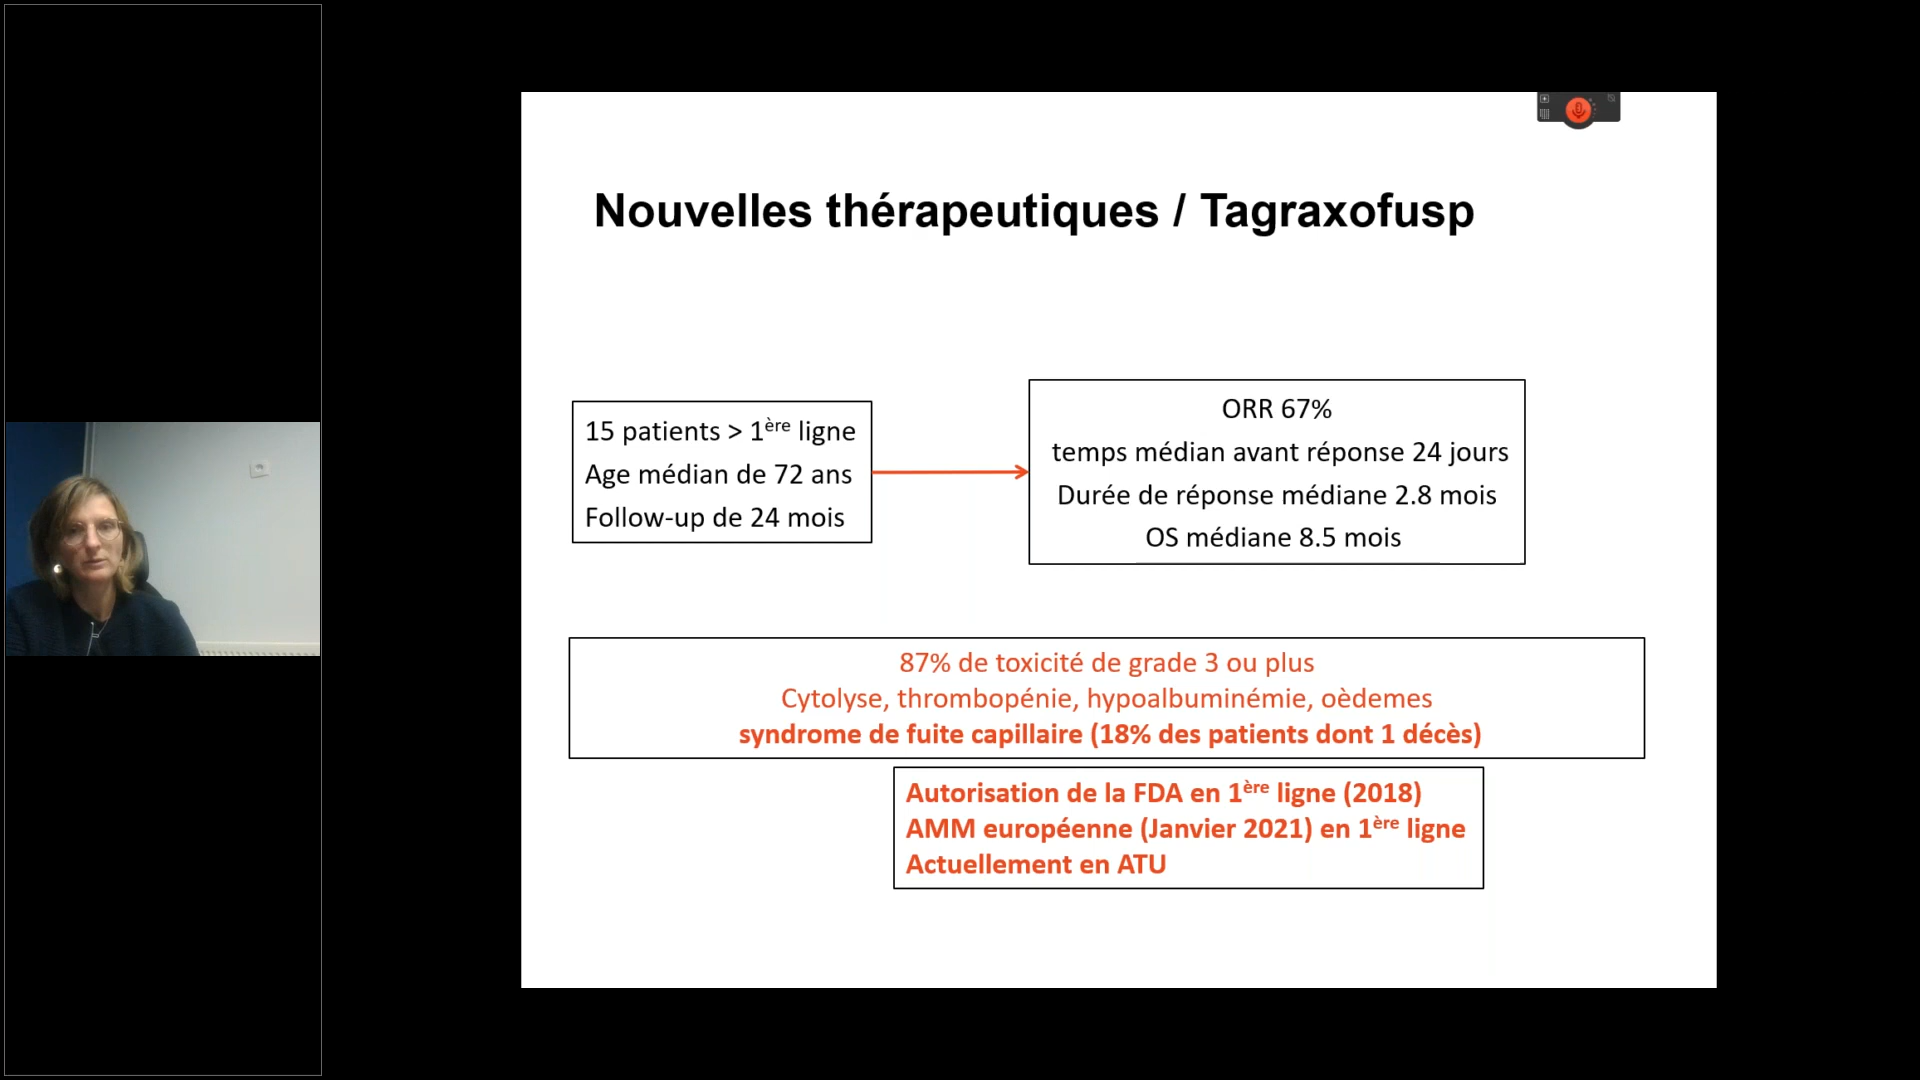 Nouvelles thérapeutiques / Tagraxofusp
15 patients > 1ère ligne
Age médian de 72 ans
Follow-up de 24 mois
ORR 67%
temps médian avant réponse 24 jours
Durée de réponse médiane 2.8 mois
OS médiane 8.5 mois
87% de toxicité de grade 3 ou plus
Cytolyse, thrombopénie, hypoalbuminémie, oèdemes
syndrome de fuite capillaire (18% des patients dont 1 décès)
Autorisation de la FDA en 1ère ligne (2018)
AMM européenne (Janvier 2021) en 1ère ligne
Actuellement en ATU